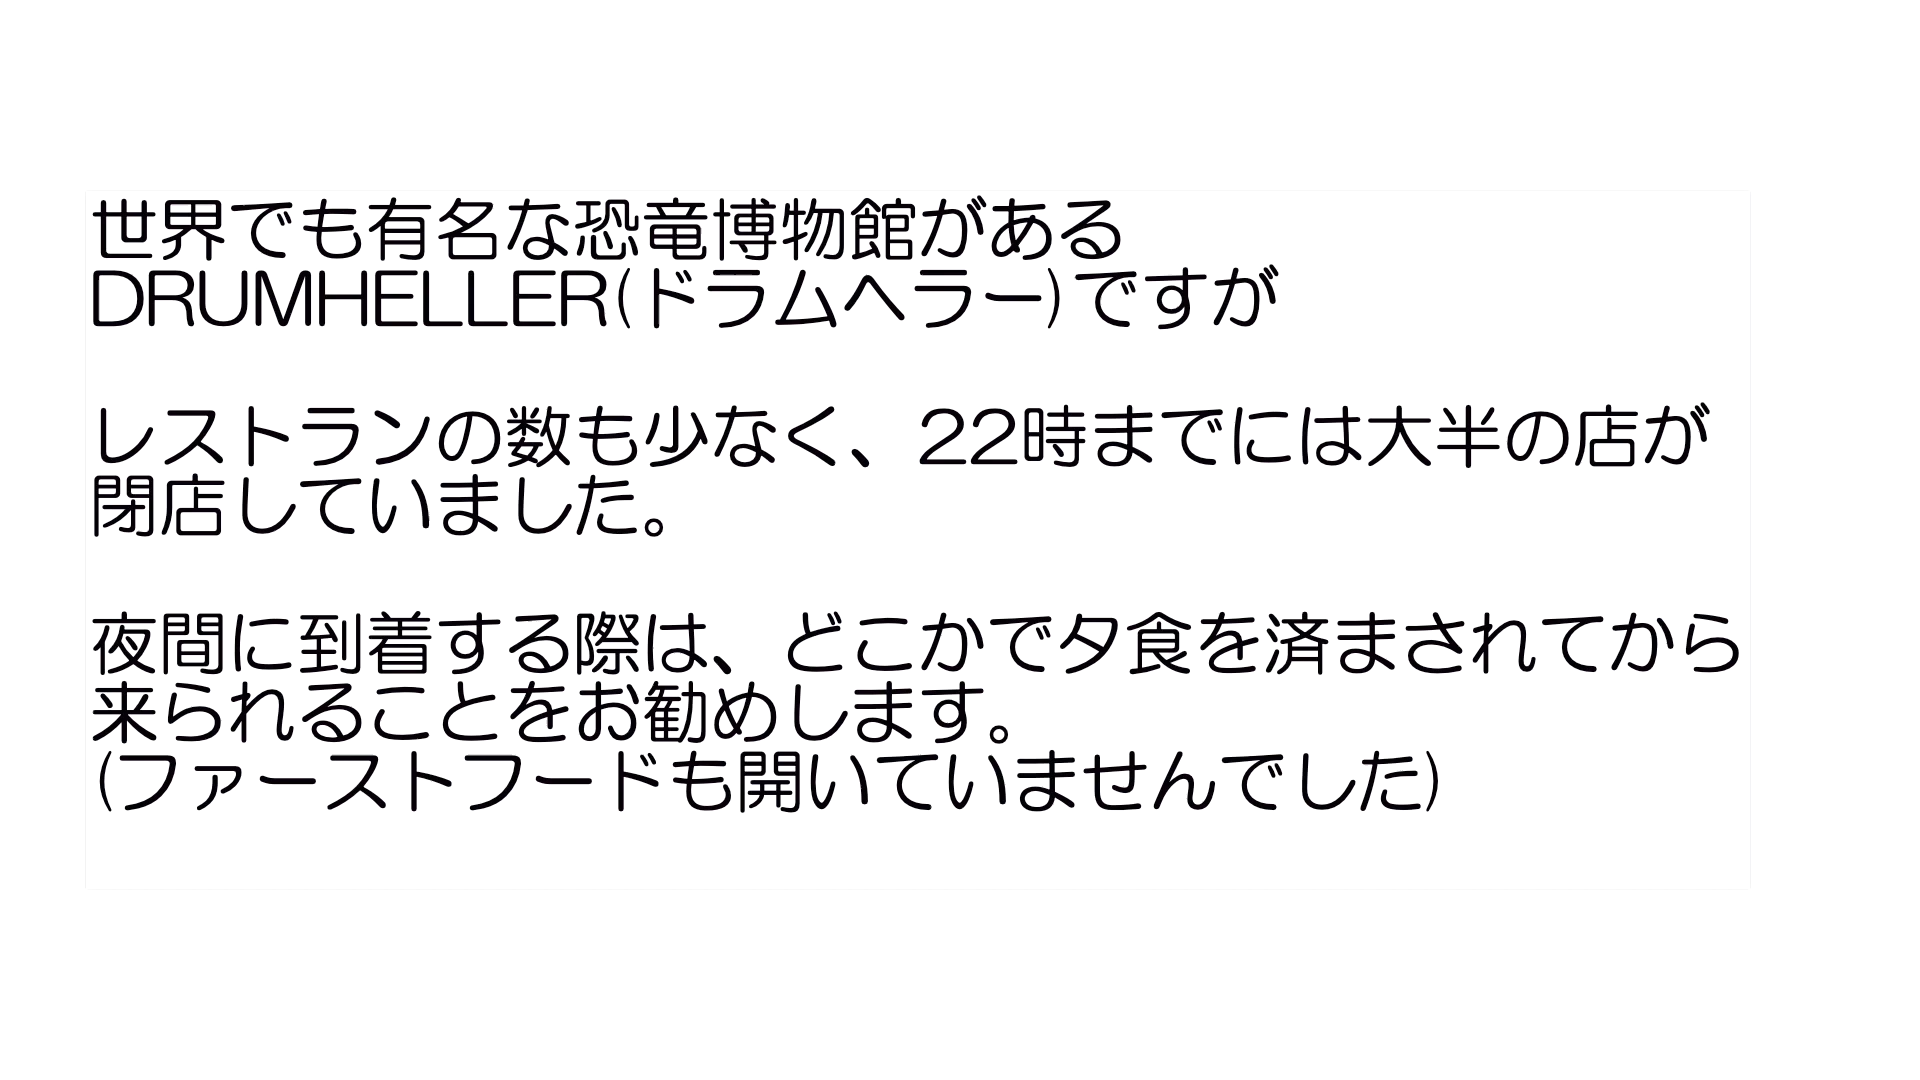 世界でも有名な恐竜博物館がある
DRUMHELLER(ドラムヘラー)ですが
レストランの数も少なく、22時までには大半の店が
閉店していました。
夜間に到着する際は、どこかで夕食を済まされてから
来られることをお勧めします。
(ファーストフードも開いていませんでした)